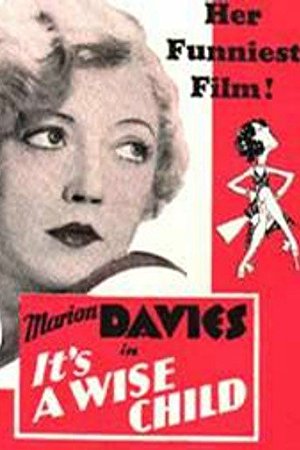 Her
Funniest
Film!
Marion DAVIES
in
It's
A WISE
CHILD